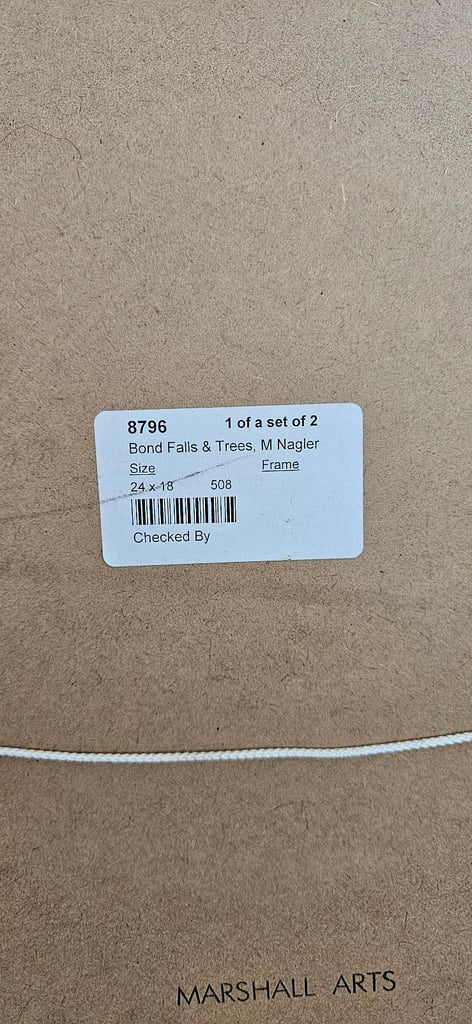 8796 1 of a set of 2
Bond Falls & Trees, M Nagler
Size Frame
24 x 18 508
Checked By
MARSHALL ARTS